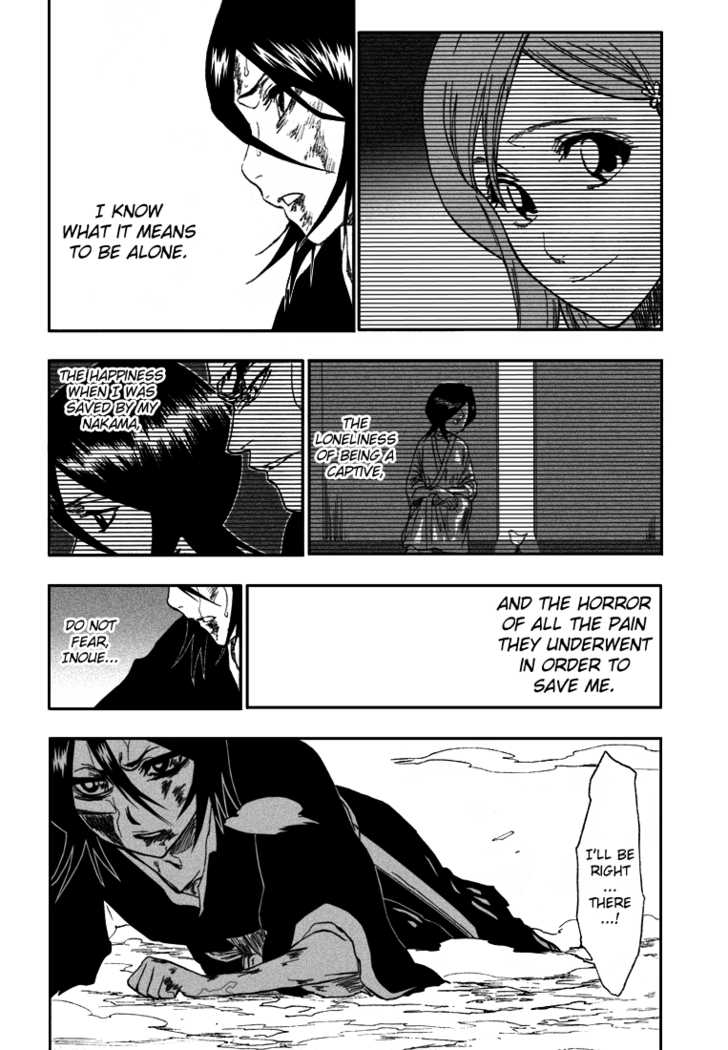 I KNOW
WHAT IT MEANS
TO BE ALONE.
THE
LONELINESS
OF BEING A
CAPTIVE,
THE HAPPINESS
WHEN I WAS
SAVED BY MY
NAKAMA,
AND THE HORROR
OF ALL THE PAIN
THEY UNDERWENT
IN ORDER TO
SAVE ME.
DO NOT
FEAR,
INOUE...
I'LL BE
RIGHT
...
THERE
...!